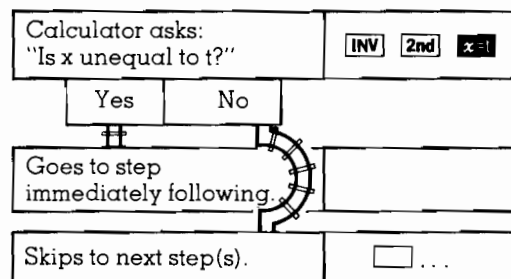 Calculator asks:
"Is x unequal to t?"
INV 2nd x=t
Yes No
Goes to step
immediately following.
Skips to next step(s).
...